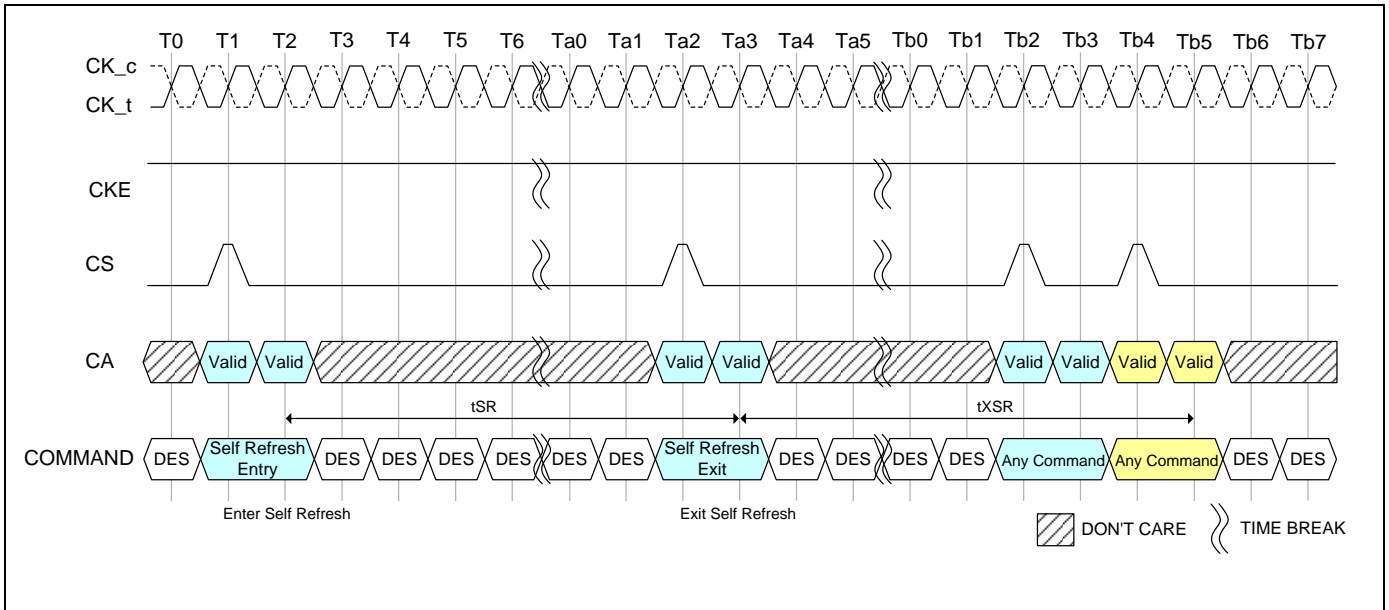 T0 T1 T2 T3 T4 T5 T6 Ta0 Ta1 Ta2 Ta3 Ta4 Ta5 Tb0 Tb1 Tb2 Tb3 Tb4 Tb5 Tb6 Tb7
CK_c
CK_t
CKE
CS
CA Valid Valid Valid Valid Valid Valid Valid Valid
tSR tXSR
COMMAND DES Self Refresh Entry DES DES DES DES DES DES Self Refresh Exit DES DES DES DES Any Command Any Command DES DES
Enter Self Refresh Exit Self Refresh
DON'T CARE TIME BREAK